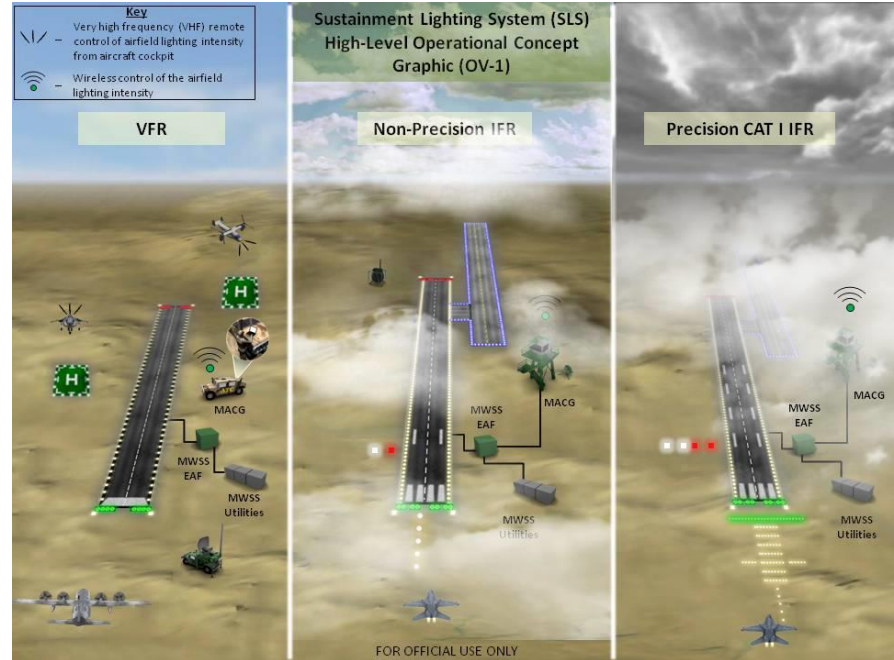 Key
Very high frequency (VHF) remote
control of airfield lighting intensity
from aircraft cockpit
Wireless control of the airfield
lighting intensity
Sustainment Lighting System (SLS)
High-Level Operational Concept
Graphic (OV-1)
VFR
H
H
MACG
MWSS
EAF
MWSS
Utilities
Non-Precision IFR
MACG
MWSS
EAF
MWSS
Utilities
Precision CAT I IFR
MACG
MWSS
EAF
MWSS
Utilities
FOR OFFICIAL USE ONLY